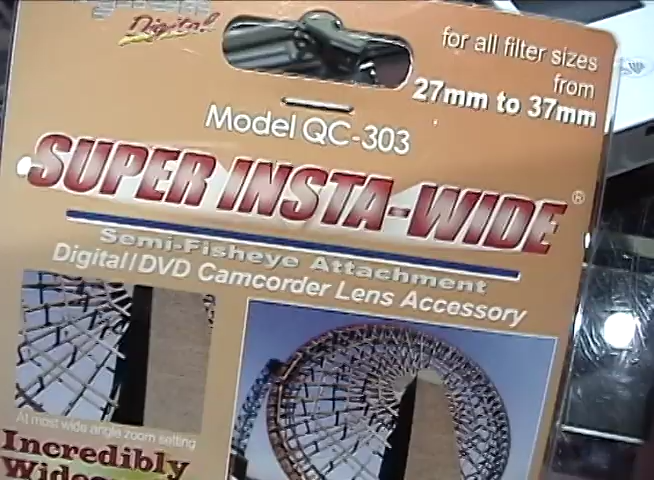 Digital
for all filter sizes
from
27mm to 37mm
Model QC-303
SUPER INSTA-WIDE®
Semi-Fisheye Attachment
Digital/DVD Camcorder Lens Accessory
At most wide angle zoom setting
Incredibly